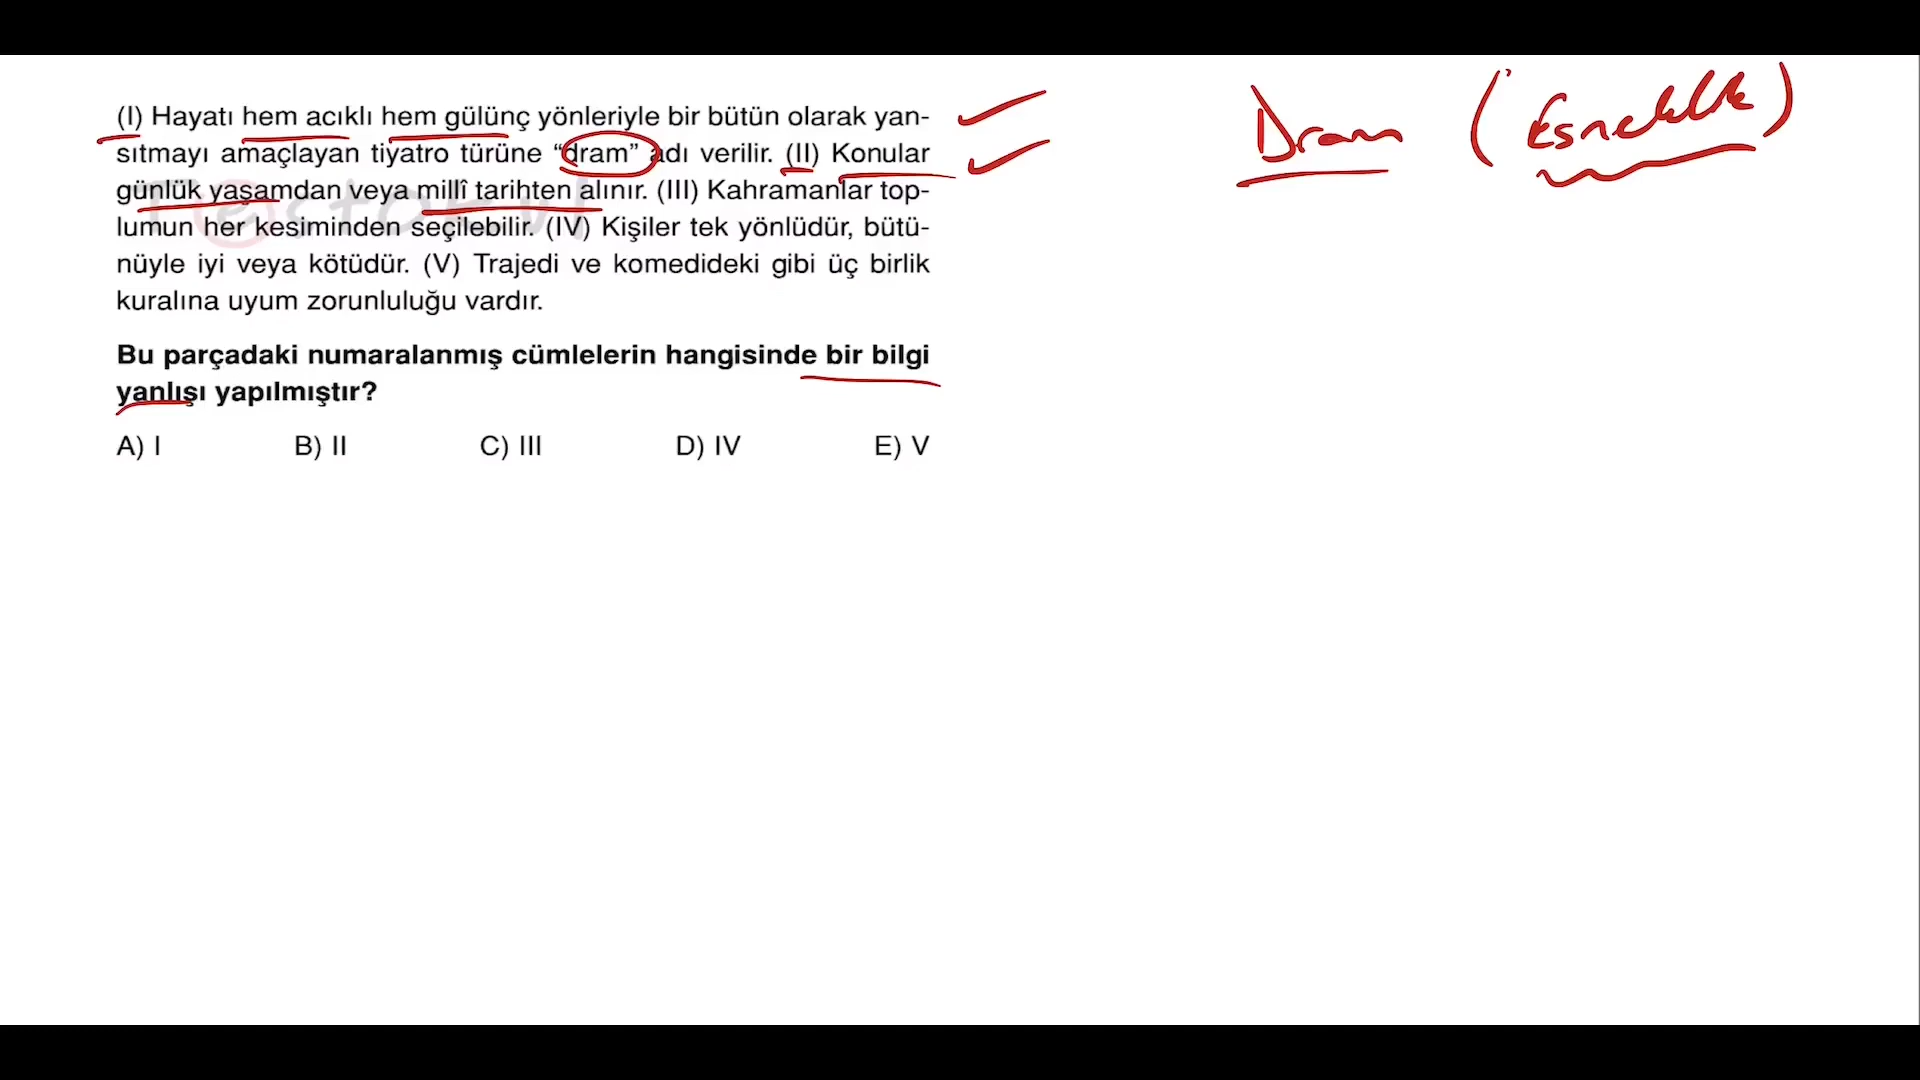 (I) Hayatı hem acıklı hem gülünç yönleriyle bir bütün olarak yan-
sıtmayı amaçlayan tiyatro türüne “dram” adı verilir. (II) Konular
günlük yaşamdan veya millî tarihten alınır. (III) Kahramanlar top-
lumun her kesiminden seçilebilir. (IV) Kişiler tek yönlüdür, bütü-
nüyle iyi veya kötüdür. (V) Trajedi ve komedideki gibi üç birlik
kuralına uyum zorunluluğu vardır.
Bu parçadaki numaralanmış cümlelerin hangisinde bir bilgi
yanlışı yapılmıştır?
A) I B) II C) III D) IV E) V
Dram (Esneklik)